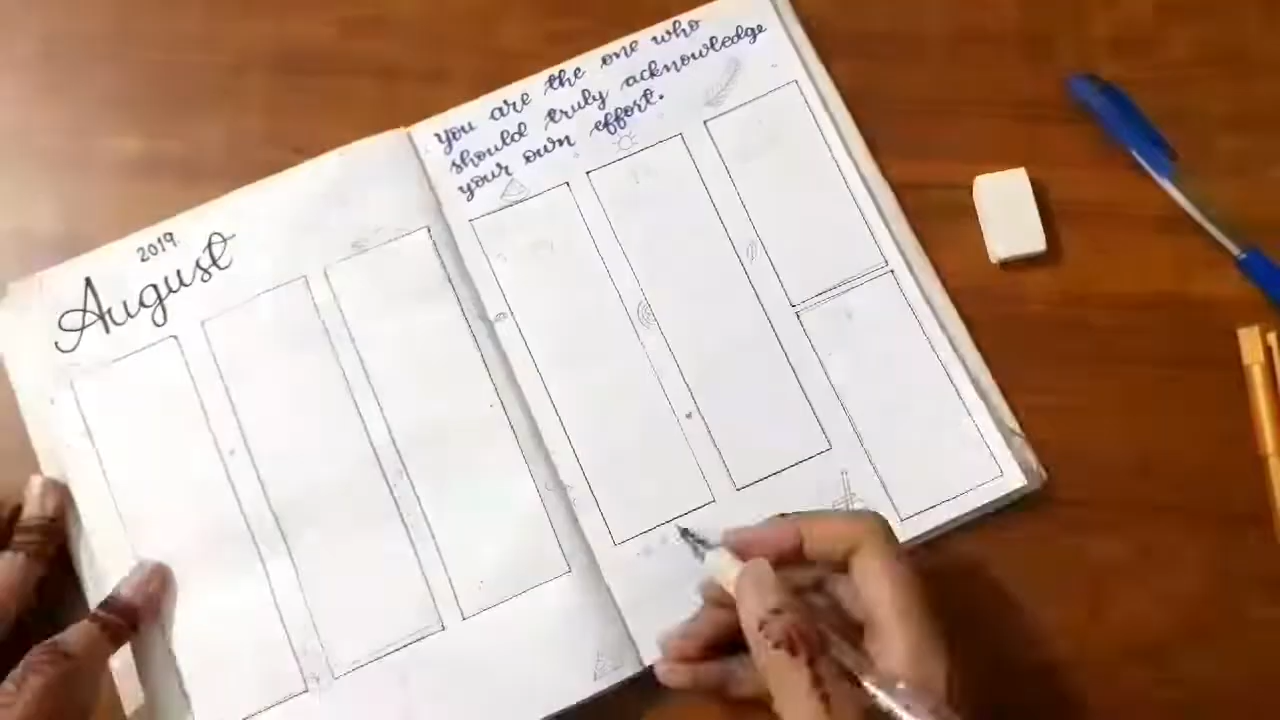 2019
August
you are the one who
should truly acknowledge
your own effort.